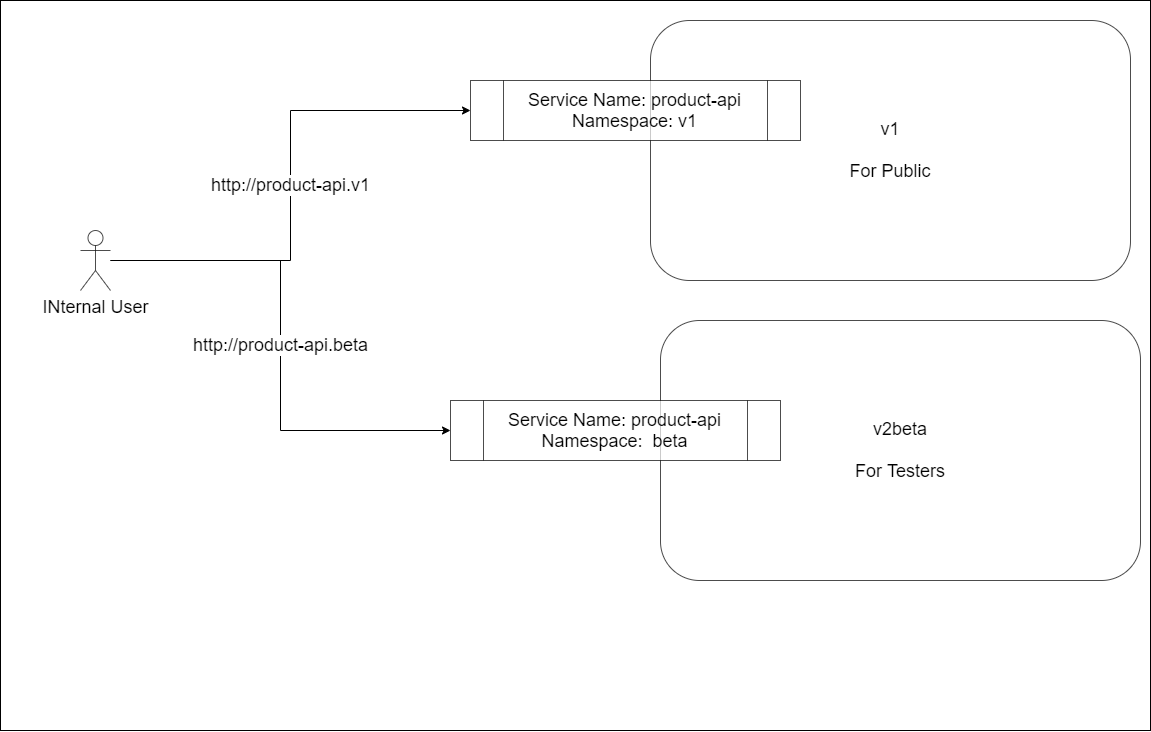 Service Name: product-api
Namespace: v1
v1
For Public
http://product-api.v1
INternal User
http://product-api.beta
Service Name: product-api
Namespace:  beta
v2beta
For Testers